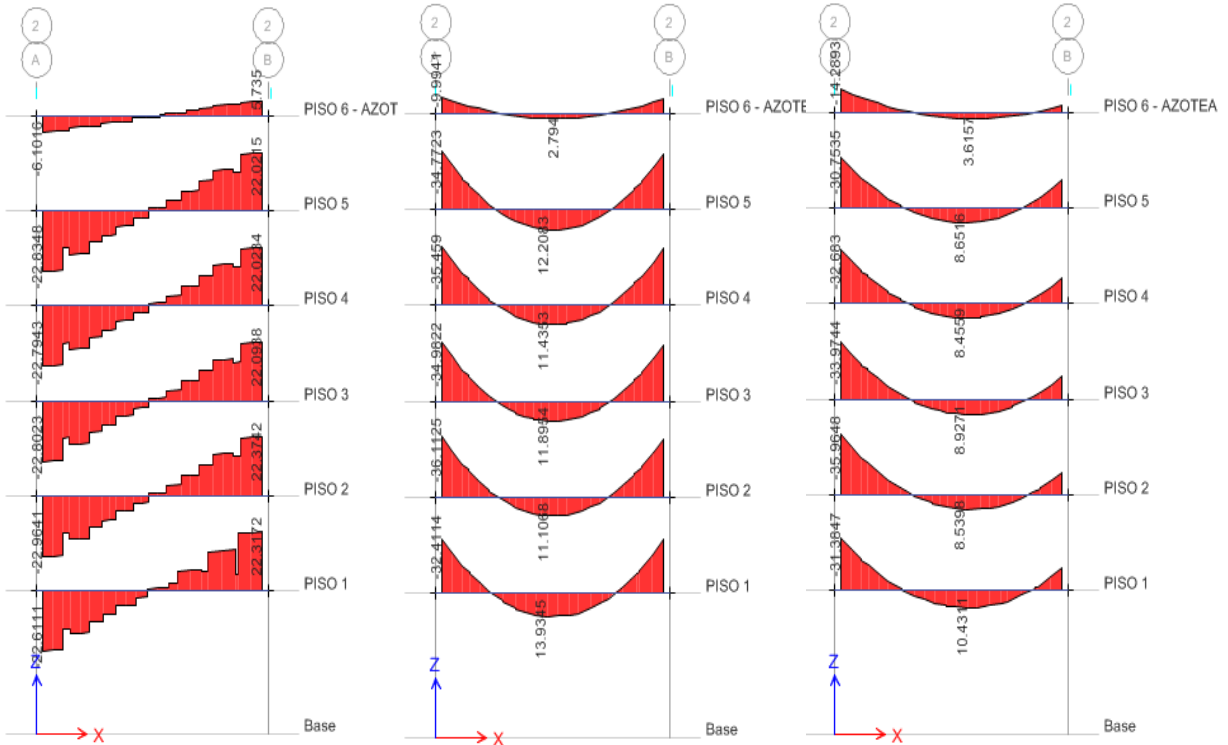 2
A
2
B
-6.1016
5.735
PISO 6 - AZOT
-22.8348
22.0215
PISO 5
-22.7943
22.0284
PISO 4
-22.8023
22.0938
PISO 3
-22.9641
22.3742
PISO 2
-22.6111
22.3172
PISO 1
Z
X
Base
2
2
B
-9.9941
2.794
PISO 6 - AZOTE
-34.7723
12.2083
PISO 5
-35.459
11.4353
PISO 4
-34.9822
11.8954
PISO 3
-36.1125
11.1068
PISO 2
-32.4114
13.9345
PISO 1
Z
X
Base
2
2
B
-14.2893
3.6157
PISO 6 - AZOTEA
-30.7535
8.6516
PISO 5
-32.683
8.4559
PISO 4
-33.9744
8.9271
PISO 3
-35.9648
8.5398
PISO 2
-31.3847
10.4311
PISO 1
Z
X
Base